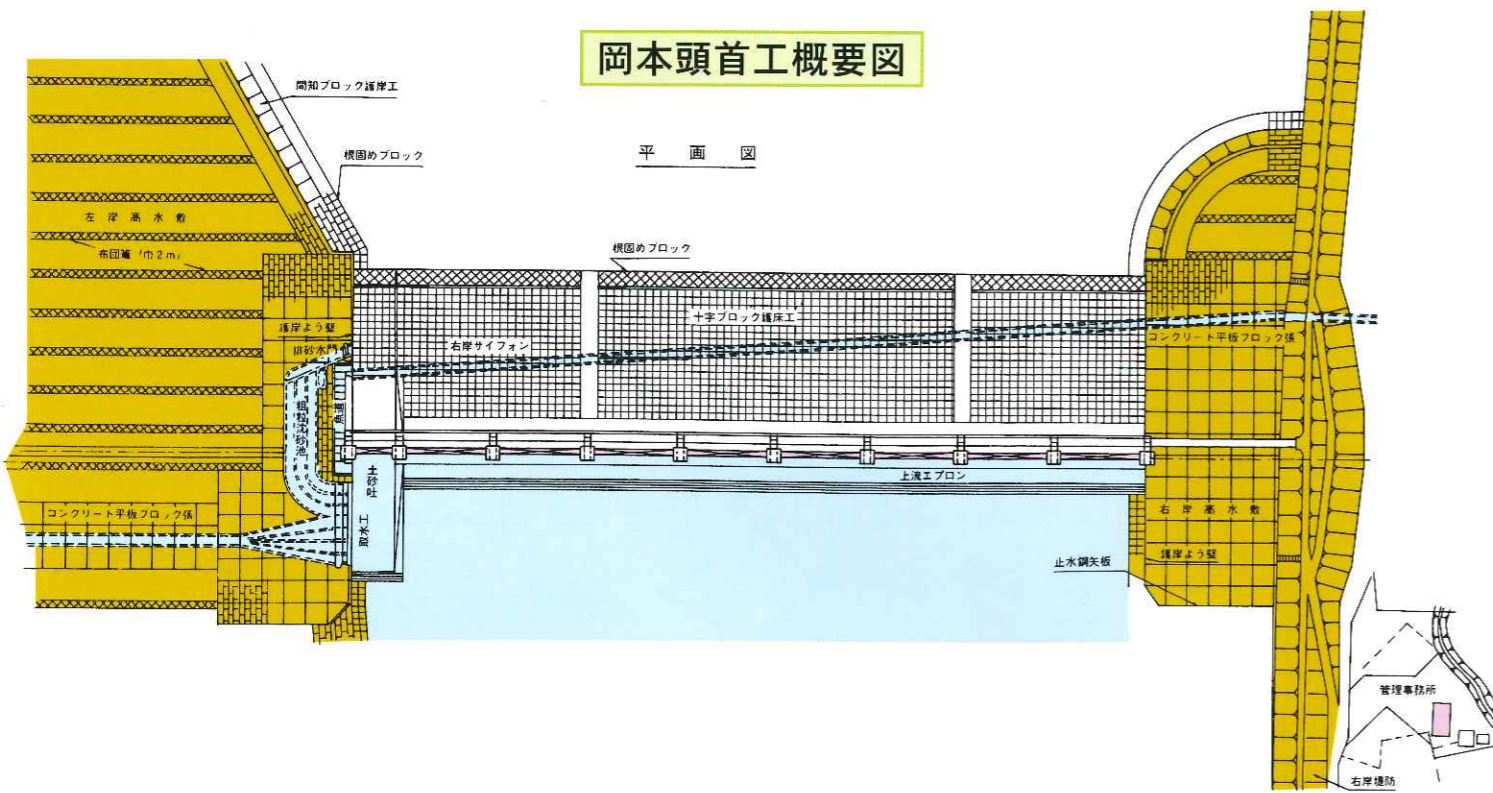 岡本頭首工概要図
間知ブロック護岸工
平画図
根固めブロック
左岸高水敷
布団篭(巾2m)
根固めブロック
護岸よう壁
十字ブロック護床工
コンクリート平板ブロック張
排砂水門
右岸サイフォン
粗粒沈砂池
魚道
土砂吐
上流エプロン
コンクリート平板ブロック張
取水工
右岸高水敷
護岸よう壁
止水鋼矢板
管理事務所
右岸堤防